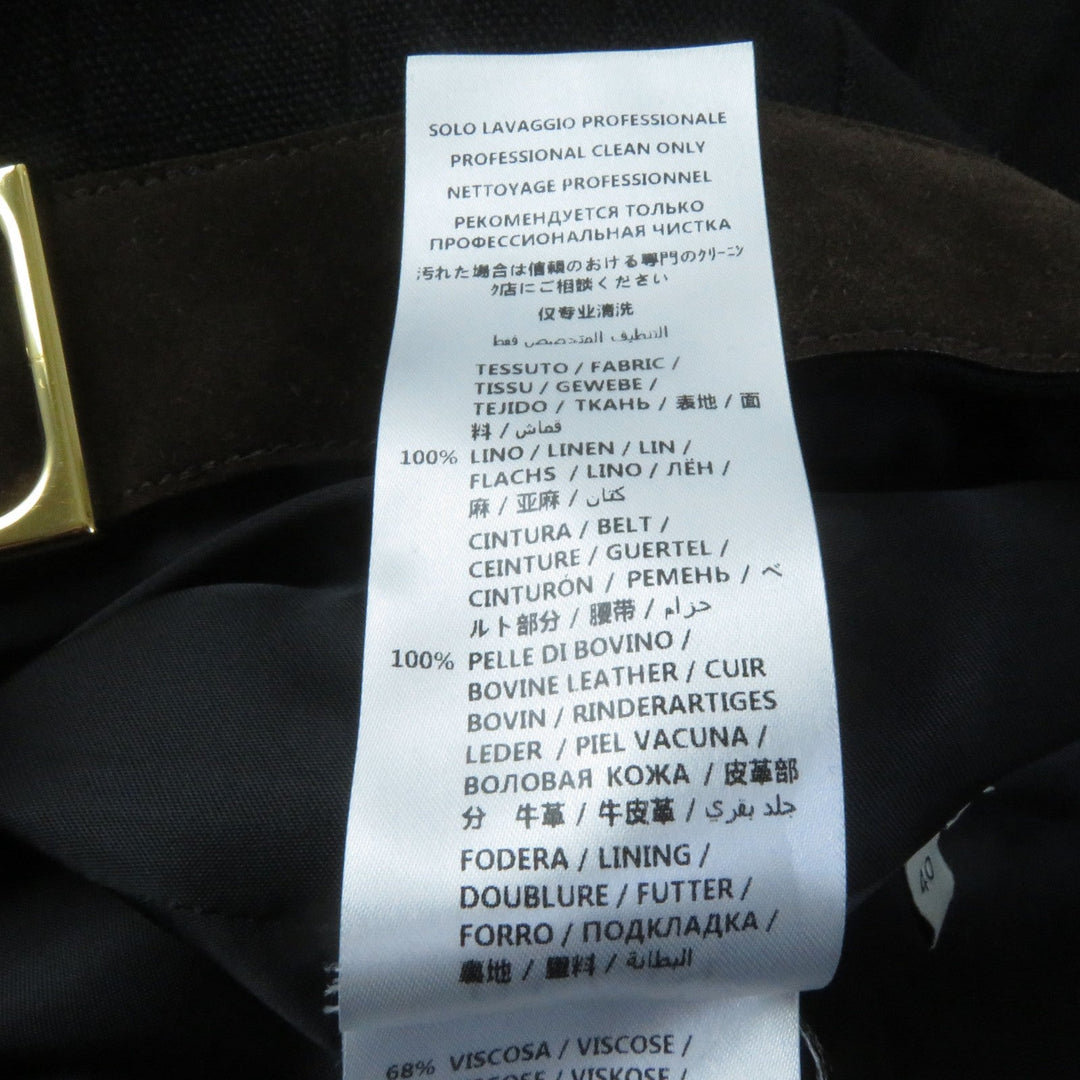 SOLO LAVAGGIO PROFESSIONALE
PROFESSIONAL CLEAN ONLY
NETTOYAGE PROFESSIONNEL
РЕКОМЕНДУЕТСЯ ТОЛЬКО
ПРОФЕССИОНАЛЬНАЯ ЧИСТКА
汚れた場合は信頼のおける専門のクリーニン
ク店にご相談ください
仅专业清洗
التنظيف المتخصص فقط
TESSUTO / FABRIC /
TISSU / GEWEBE /
TEJIDO / ТКАНЬ / 表地 / 面
料 / قماش
100% LINO / LINEN / LIN /
FLACHS / LINO / ЛЁН /
麻 / 亚麻 / كتان
CINTURA / BELT /
CEINTURE / GUERTEL /
CINTURÓN / РЕМЕНЬ / ベ
ルト部分 / 腰带 / حزام
100% PELLE DI BOVINO /
BOVINE LEATHER / CUIR
BOVIN / RINDERARTIGES
LEDER / PIEL VACUNA /
ВОЛОВАЯ КОЖА / 皮革部
分 牛革 / 牛皮革 / جلد بقري
FODERA / LINING /
DOUBLURE / FUTTER /
FORRO / ПОДКЛАДКА /
裏地 / 里料 / البطانة
68% VISCOSA / VISCOSE /
VISKOSE /
40